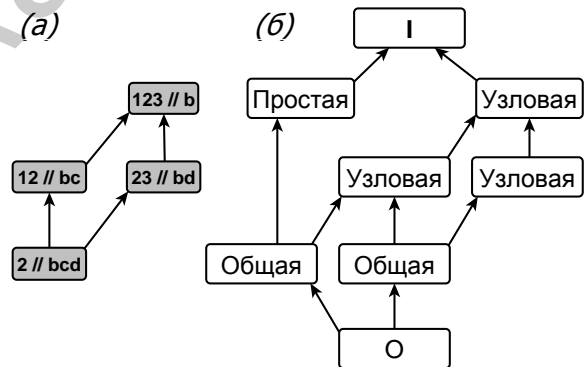 (а)
(б)
I
123 // b
Простая
Узловая
12 // bc
23 // bd
Узловая
Узловая
2 // bcd
Общая
Общая
О